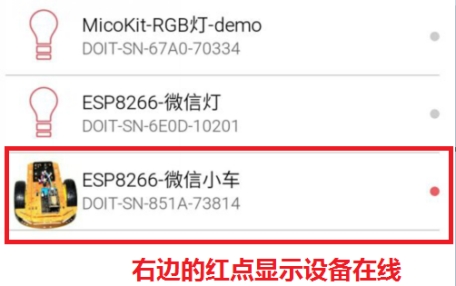 MicoKit-RGB灯-demo
DOIT-SN-67A0-70334
ESP8266-微信灯
DOIT-SN-6E0D-10201
ESP8266-微信小车
DOIT-SN-851A-73814
右边的红点显示设备在线